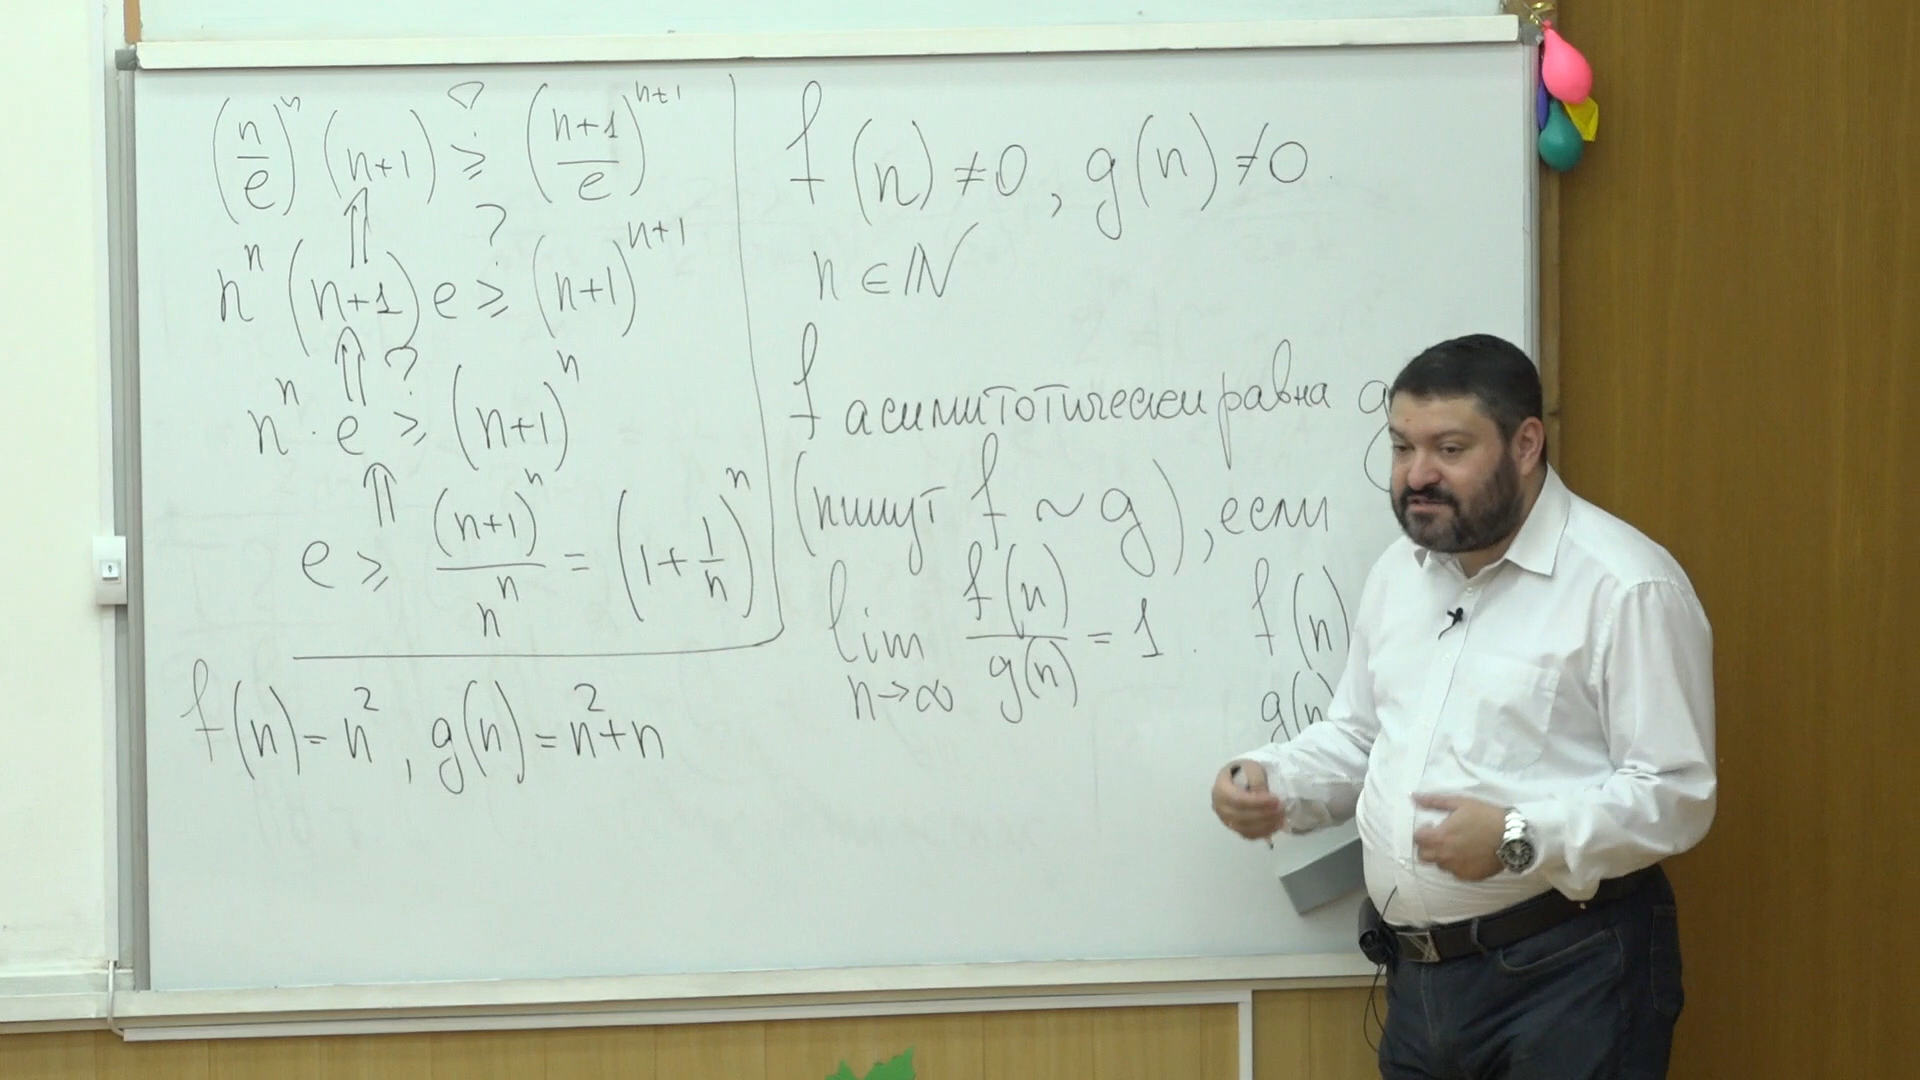 (n/e)^n (n+1) ≥? ((n+1)/e)^(n+1)
⇑
n^n (n+1) e ≥? (n+1)^(n+1)
⇑
n^n · e ≥? (n+1)^n
⇑
e ≥ (n+1)^n / n^n = (1 + 1/n)^n
f(n) = n², g(n) = n² + n
f(n) ≠ 0, g(n) ≠ 0.
n ∈ ℕ
f асимптотически равна g
(пишут f ~ g), если
lim n→∞ f(n)/g(n) = 1.
f(n)
g(n)